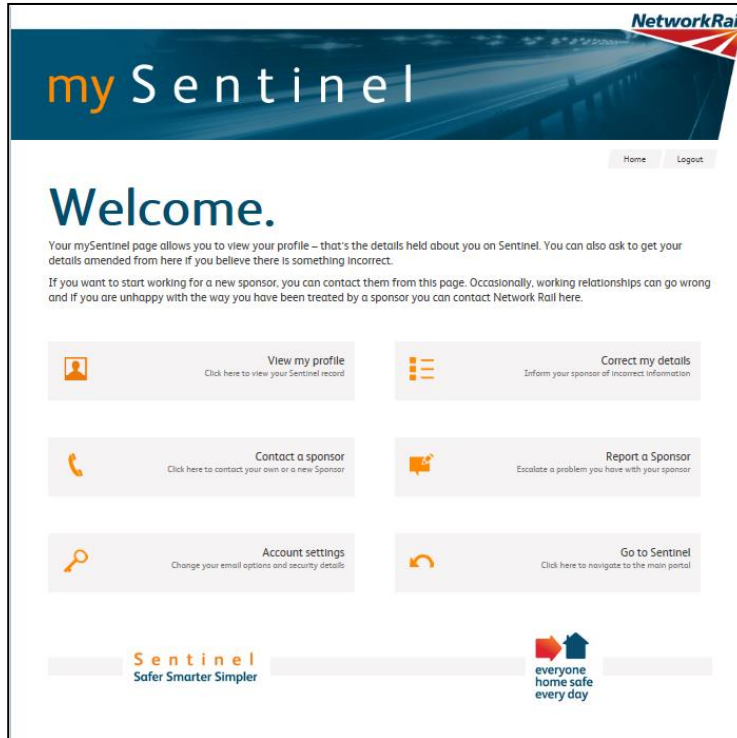 NetworkRail
my Sentinel
Home Logout
Welcome.
Your mySentinel page allows you to view your profile – that's the details held about you on Sentinel. You can also ask to get your
details amended from here if you believe there is something incorrect.
If you want to start working for a new sponsor, you can contact them from this page. Occasionally, working relationships can go wrong
and if you are unhappy with the way you have been treated by a sponsor you can contact Network Rail here.
View my profile
Click here to view your Sentinel record
Correct my details
Inform your sponsor of incorrect information
Contact a sponsor
Click here to contact your own or a new Sponsor
Report a Sponsor
Escalate a problem you have with your sponsor
Account settings
Change your email options and security details
Go to Sentinel
Click here to navigate to the main portal
Sentinel
Safer Smarter Simpler
everyone
home safe
every day